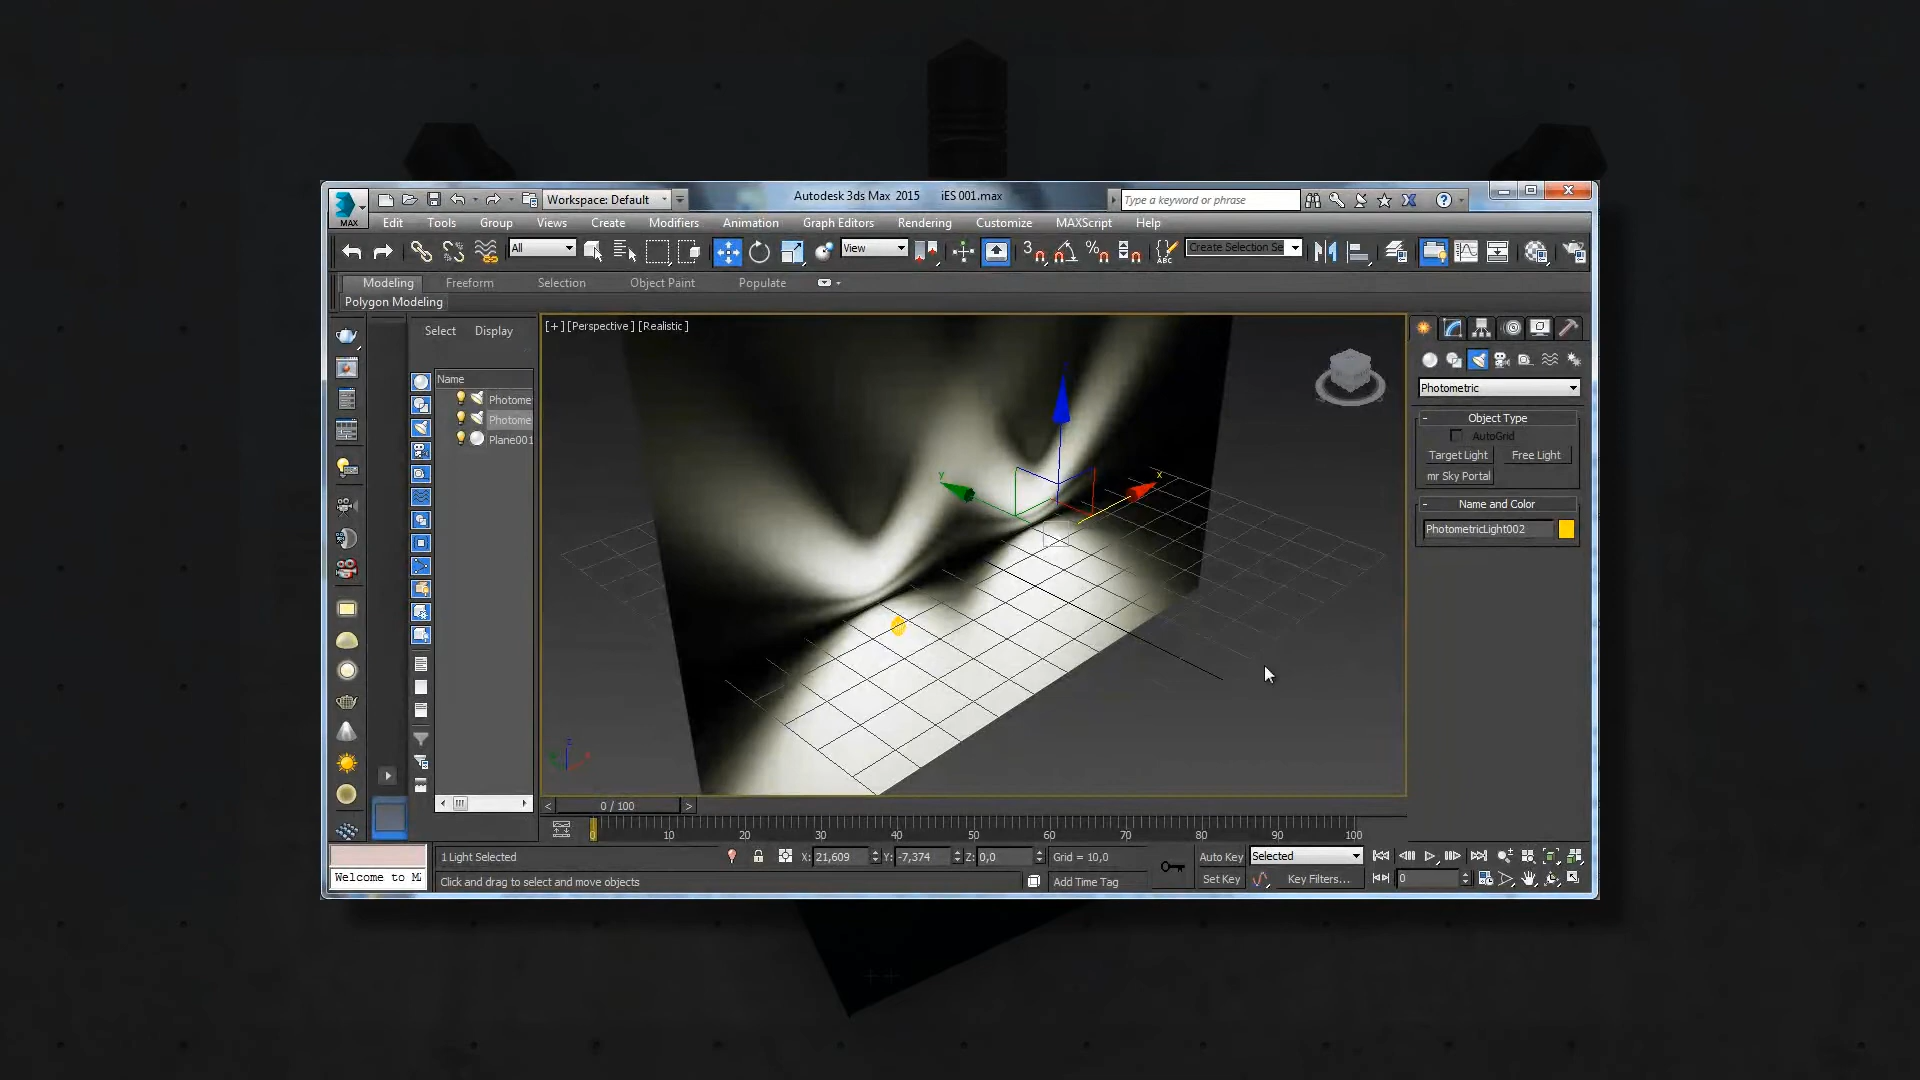 Workspace: Default
Autodesk 3ds Max 2015 iES 001.max
Type a keyword or phrase
MAX
Edit Tools Group Views Create Modifiers Animation Graph Editors Rendering Customize MAXScript Help
All
View
3
%
ABC
Create Selection Se
Modeling Freeform Selection Object Paint Populate
Polygon Modeling
Select Display
[+] [Perspective] [Realistic]
Name
Photome
Photome
Plane001
Photometric
- Object Type
AutoGrid
Target Light Free Light
mr Sky Portal
- Name and Color
PhotometricLight002
x
y
z
< 0 / 100 >
0 10 20 30 40 50 60 70 80 90 100
1 Light Selected X: 21,609 Y: -7,374 Z: 0,0 Grid = 10,0 Auto Key Selected
Welcome to Ma
Click and drag to select and move objects Add Time Tag Set Key Key Filters... 0